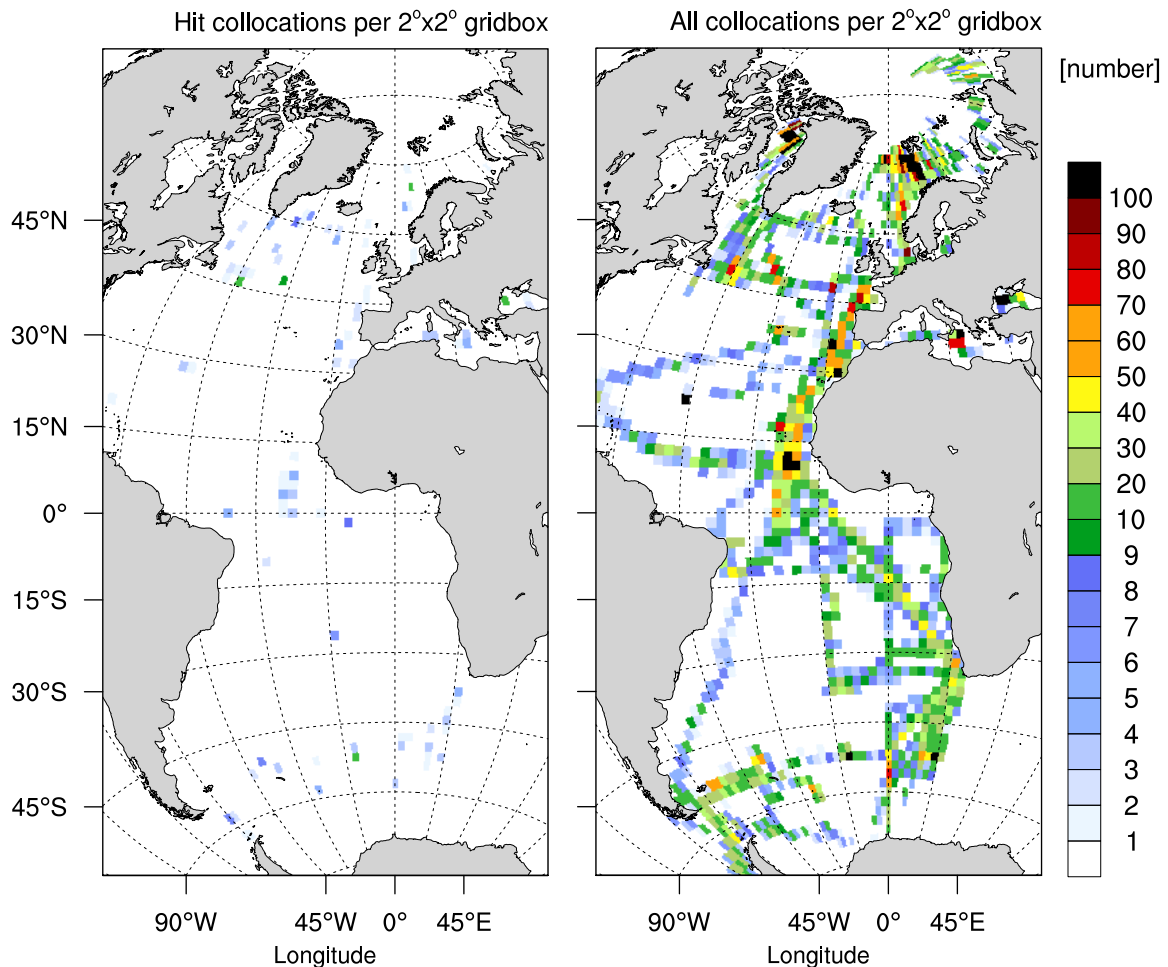 Hit collocations per 2°x2° gridbox
All collocations per 2°x2° gridbox
[number]
45°N
30°N
15°N
0°
15°S
30°S
45°S
90°W
45°W
0°
45°E
Longitude
90°W
45°W
0°
45°E
Longitude
100
90
80
70
60
50
40
30
20
10
9
8
7
6
5
4
3
2
1